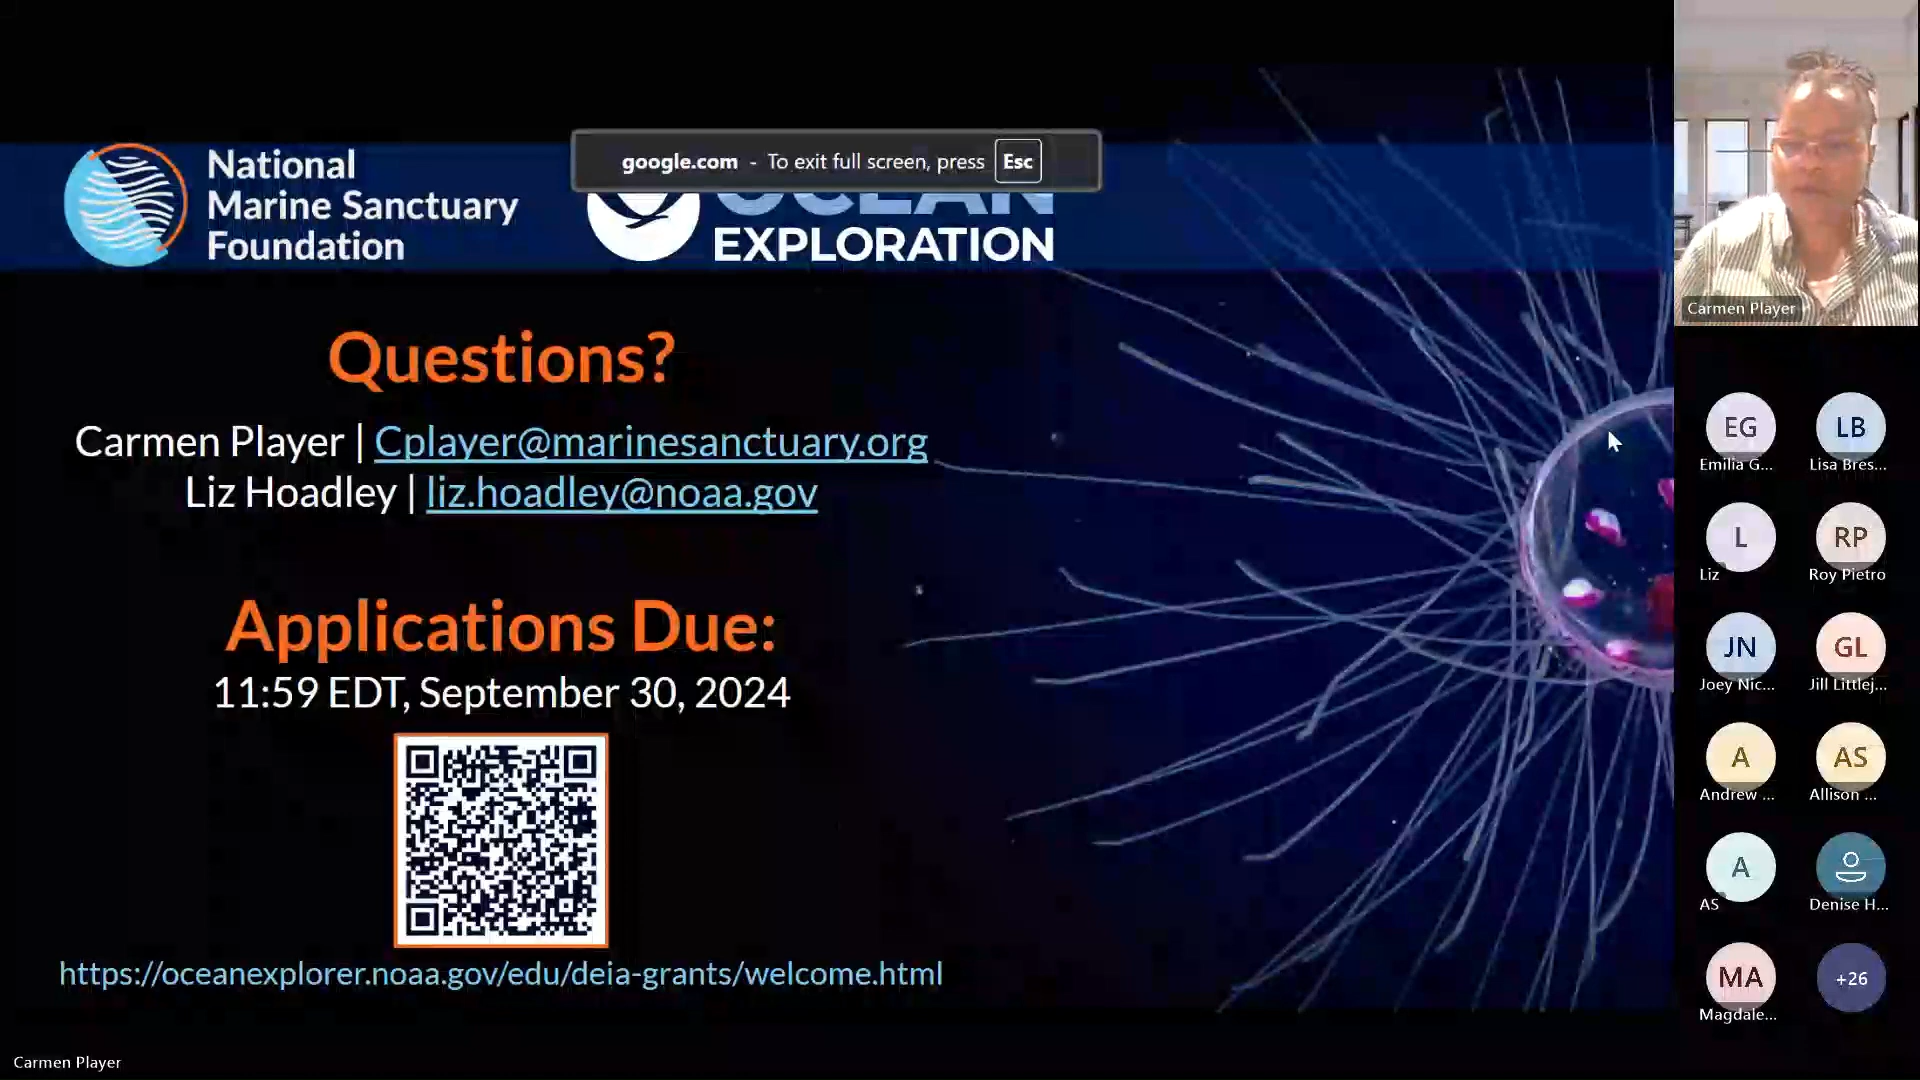 National
Marine Sanctuary
Foundation
google.com - To exit full screen, press Esc
OCEAN
EXPLORATION
Questions?
Carmen Player | Cplayer@marinesanctuary.org
Liz Hoadley | liz.hoadley@noaa.gov
Applications Due:
11:59 EDT, September 30, 2024
https://oceanexplorer.noaa.gov/edu/deia-grants/welcome.html
Carmen Player
Carmen Player
EG
LB
Emilia G...
Lisa Bres...
L
RP
Liz
Roy Pietro
JN
GL
Joey Nic...
Jill Littlej...
A
AS
Andrew ...
Allison ...
A
AS
Denise H...
MA
+26
Magdale...